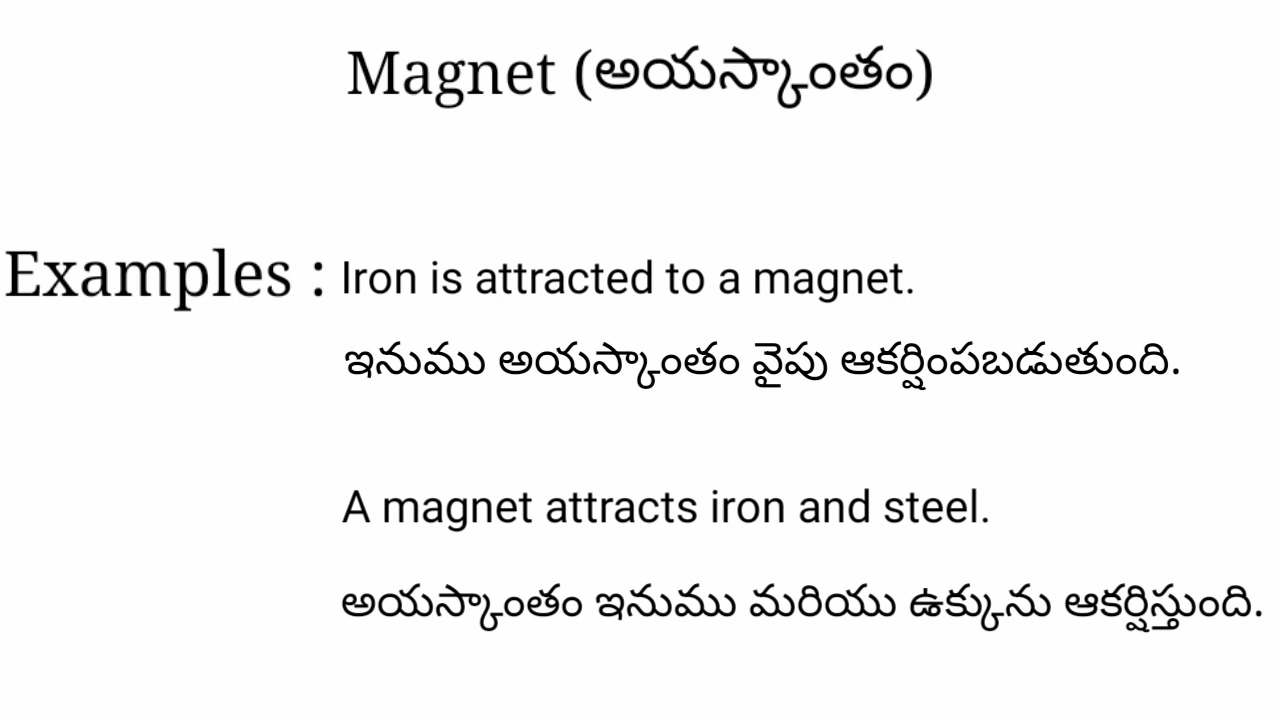 Magnet (అయస్కాంతం)
Examples : Iron is attracted to a magnet.
ఇనుము అయస్కాంతం వైపు ఆకర్షింపబడుతుంది.
A magnet attracts iron and steel.
అయస్కాంతం ఇనుము మరియు ఉక్కును ఆకర్షిస్తుంది.